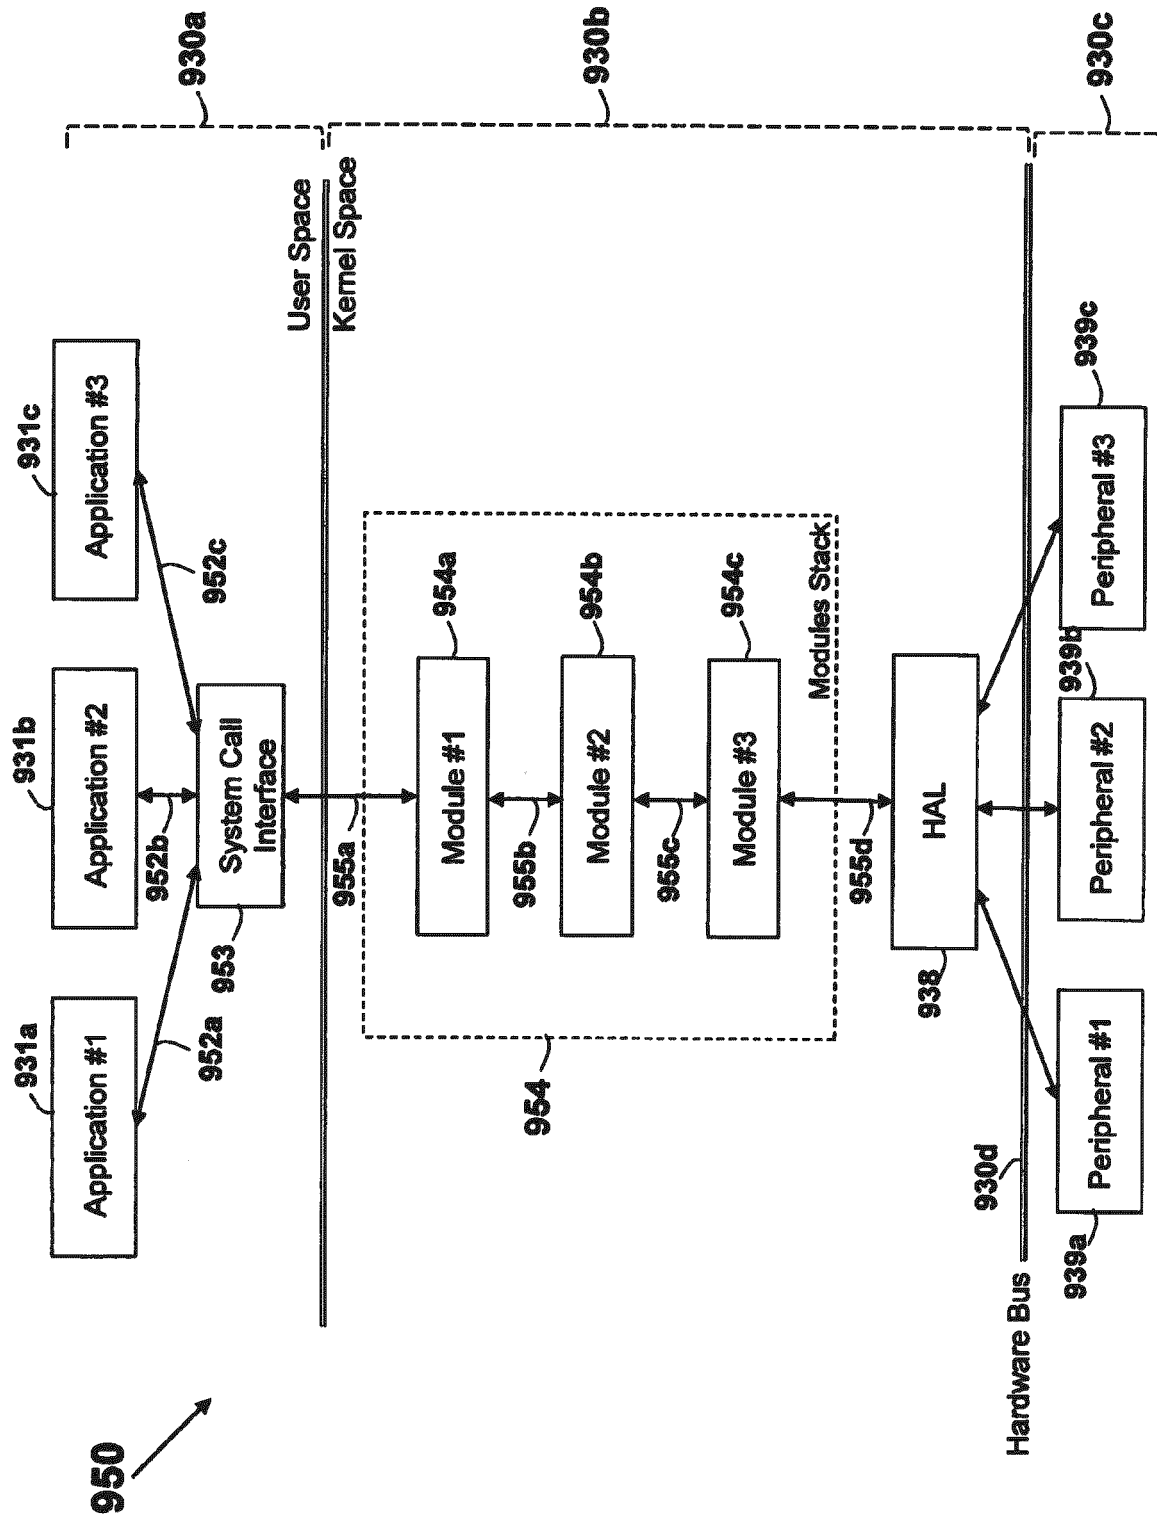 950
930a
930b
930c
931a
931b
931c
Application #1
Application #2
Application #3
952a
952b
952c
953
System Call
Interface
User Space
Kernel Space
955a
954
954a
Module #1
955b
954b
Module #2
955c
954c
Module #3
Modules Stack
955d
938
HAL
930d
Hardware Bus
939a
939b
939c
Peripheral #1
Peripheral #2
Peripheral #3